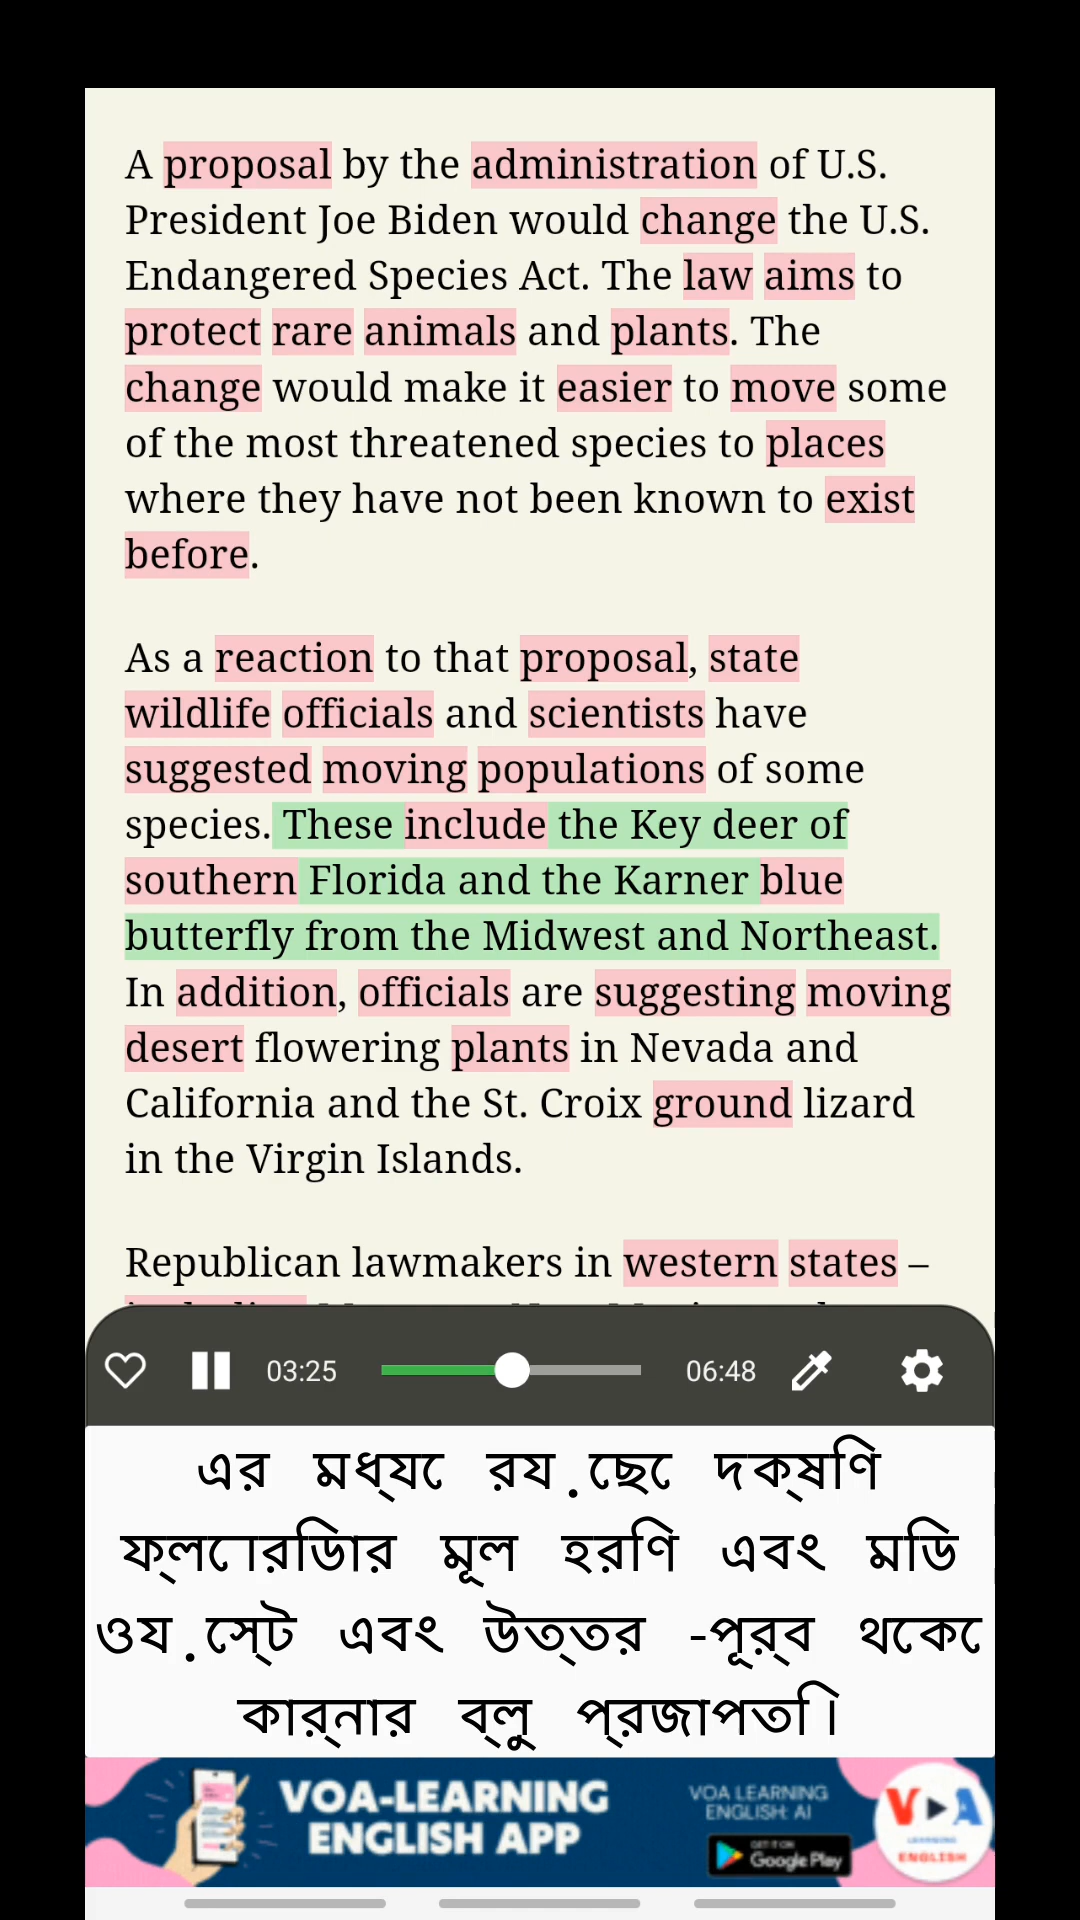 A proposal by the administration of U.S.
President Joe Biden would change the U.S.
Endangered Species Act. The law aims to
protect rare animals and plants. The
change would make it easier to move some
of the most threatened species to places
where they have not been known to exist
before.
As a reaction to that proposal, state
wildlife officials and scientists have
suggested moving populations of some
species. These include the Key deer of
southern Florida and the Karner blue
butterfly from the Midwest and Northeast.
In addition, officials are suggesting moving
desert flowering plants in Nevada and
California and the St. Croix ground lizard
in the Virgin Islands.
Republican lawmakers in western states –
03:25 06:48
এর মধ্যে রয়েছে দক্ষিণ
ফ্লোরিডার মূল হরিণ এবং মিড
ওয়েস্ট এবং উত্তর -পূর্ব থেকে
কার্নার ব্লু প্রজাপতি।
VOA-LEARNING
ENGLISH APP
VOA LEARNING
ENGLISH: AI
GET IT ON
Google Play
VOA
LEARNING
ENGLISH